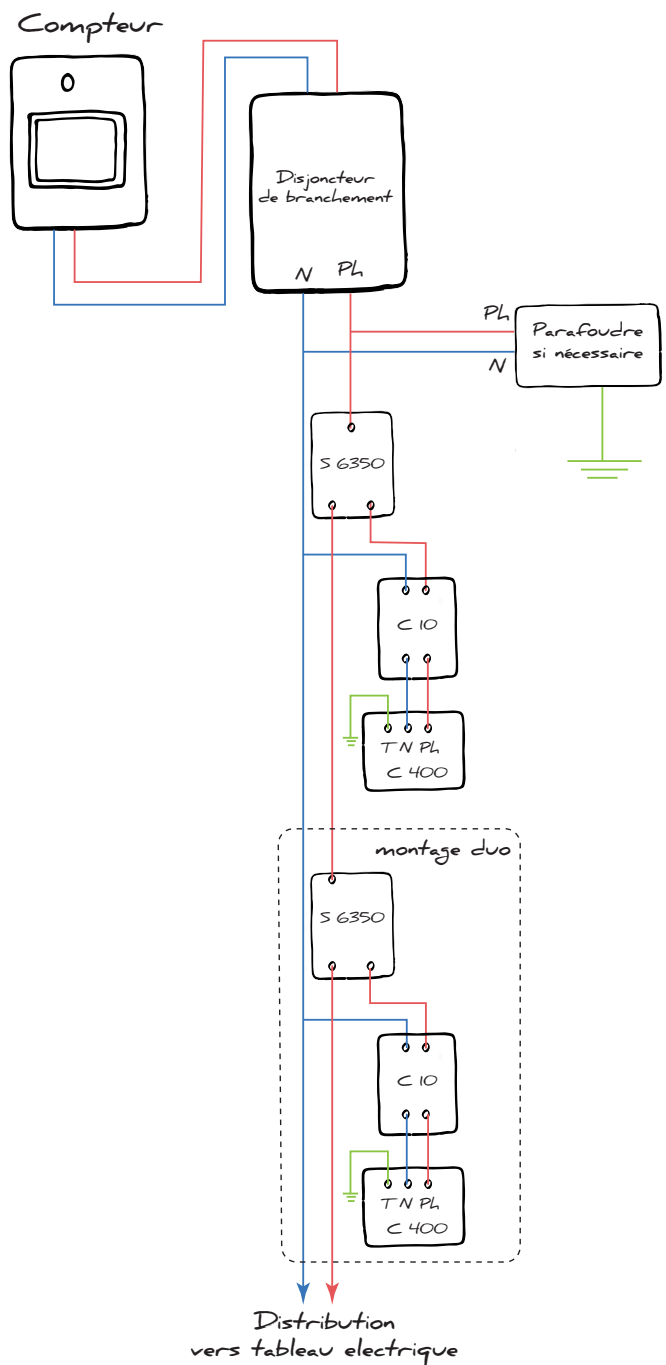 Compteur
Disjoncteur
de branchement
N Ph
Ph
Parafoudre
si nécessaire
N
S 6350
C 10
T N Ph
C 400
montage duo
S 6350
C 10
T N Ph
C 400
Distribution
vers tableau electrique